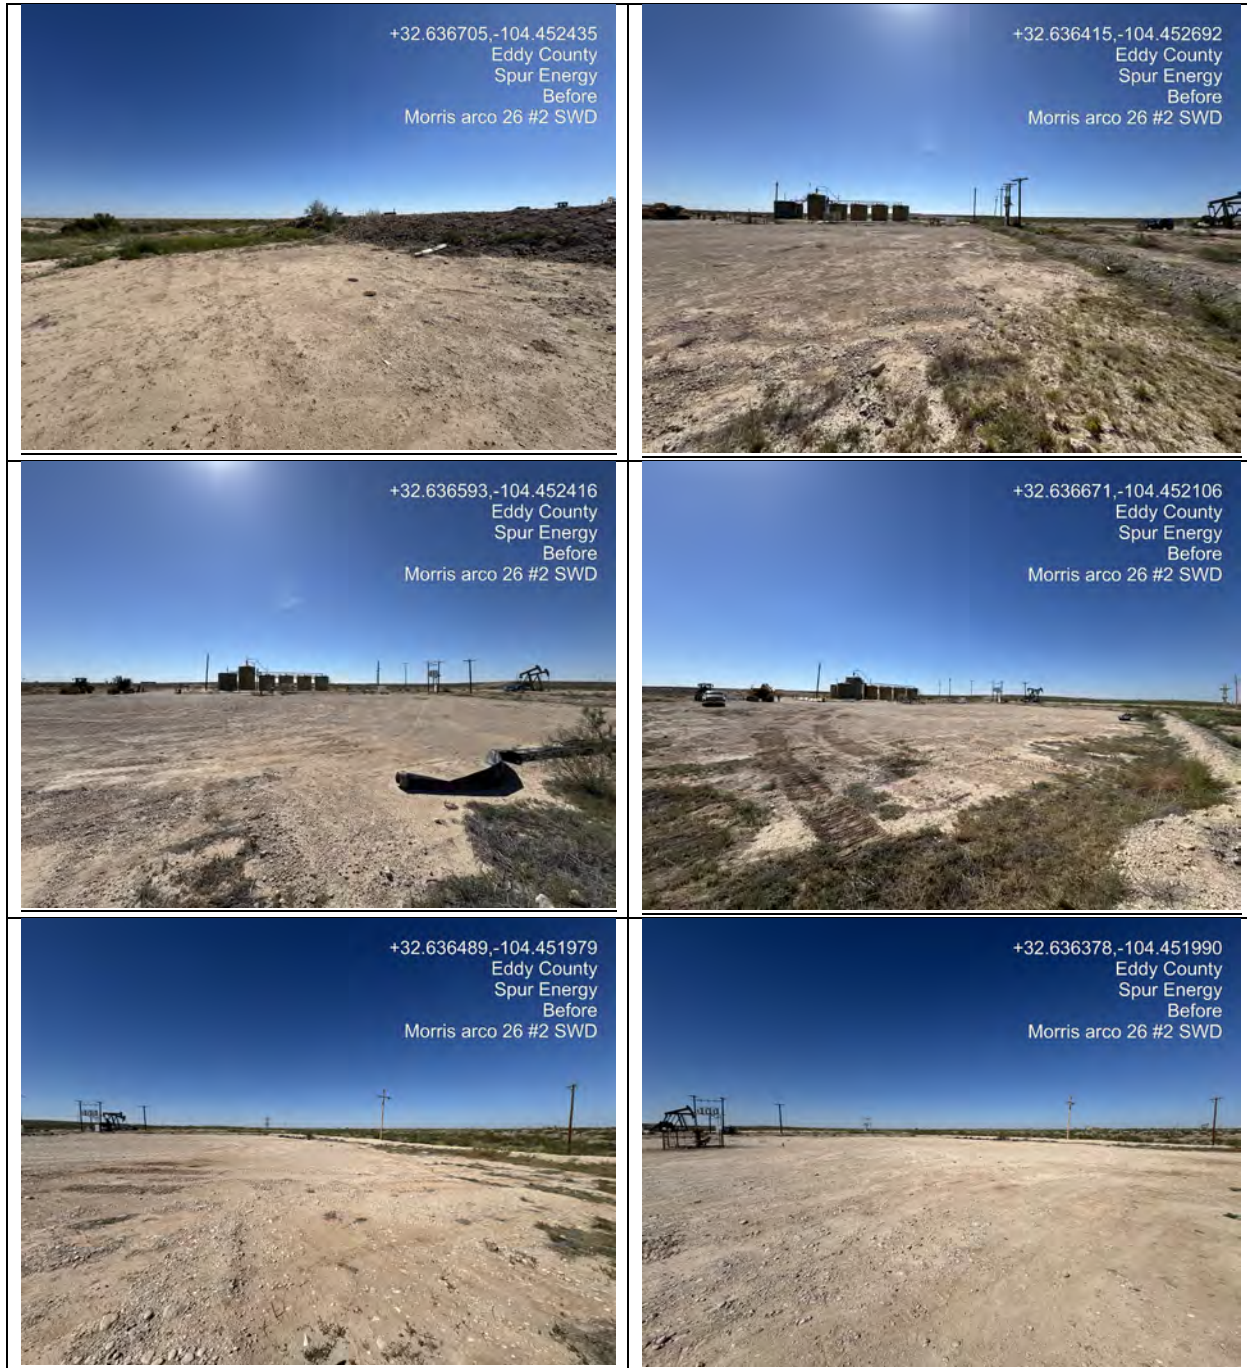 +32.636705,-104.452435
Eddy County
Spur Energy
Before
Morris arco 26 #2 SWD
+32.636415,-104.452692
Eddy County
Spur Energy
Before
Morris arco 26 #2 SWD
+32.636593,-104.452416
Eddy County
Spur Energy
Before
Morris arco 26 #2 SWD
+32.636671,-104.452106
Eddy County
Spur Energy
Before
Morris arco 26 #2 SWD
+32.636489,-104.451979
Eddy County
Spur Energy
Before
Morris arco 26 #2 SWD
+32.636378,-104.451990
Eddy County
Spur Energy
Before
Morris arco 26 #2 SWD